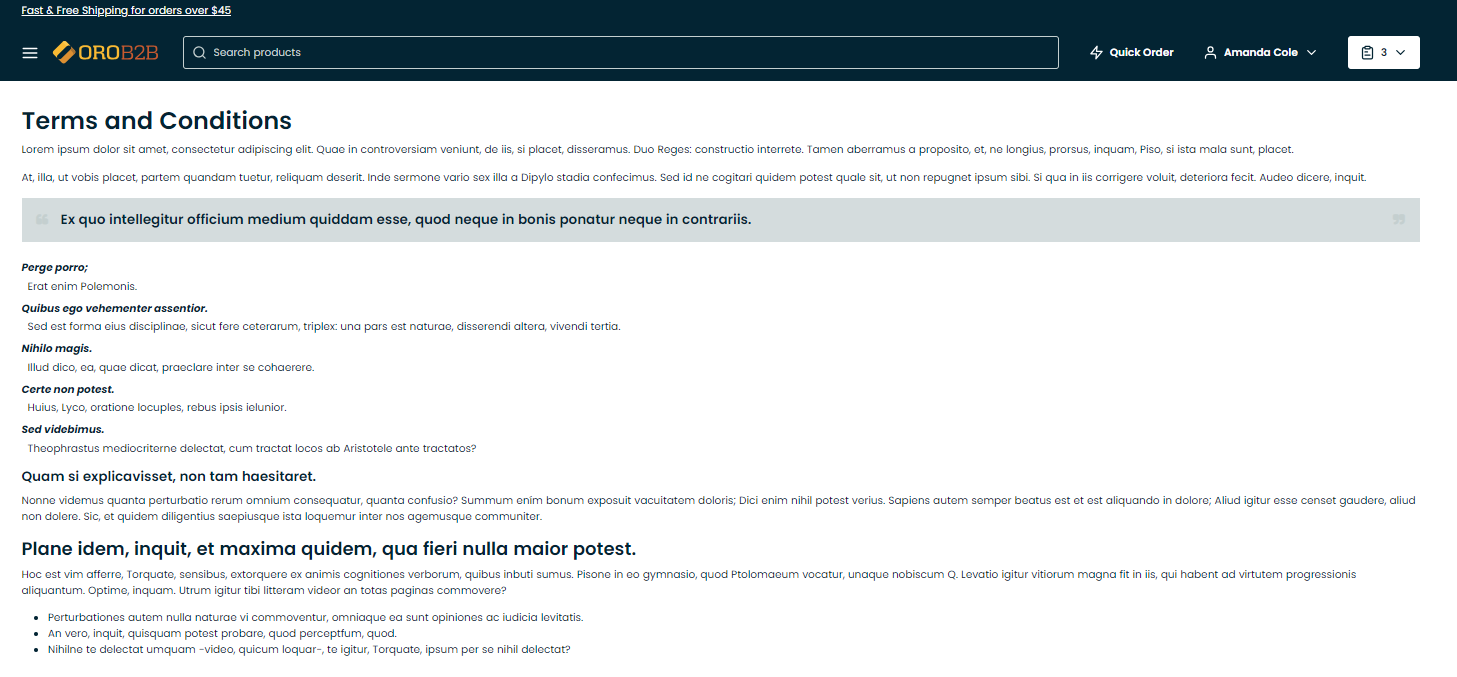 Fast & Free Shipping for orders over $45
OROB2B
Search products
Quick Order
Amanda Cole
3
Terms and Conditions
Lorem ipsum dolor sit amet, consectetur adipiscing elit. Quae in controversiam veniunt, de iis, si placet, disseramus. Duo Reges: constructio interrete. Tamen aberramus a proposito, et, ne longius, prorsus, inquam, Piso, si ista mala sunt, placet.
At, illa, ut vobis placet, partem quandam tuetur, reliquam deserit. Inde sermone vario sex illa a Dipylo stadia confecimus. Sed id ne cogitari quidem potest quale sit, ut non repugnet ipsum sibi. Si qua in iis corrigere voluit, deteriora fecit. Audeo dicere, inquit.
Ex quo intellegitur officium medium quiddam esse, quod neque in bonis ponatur neque in contrariis.
Perge porro;
Erat enim Polemonis.
Quibus ego vehementer assentior.
Sed est forma eius disciplinae, sicut fere ceterarum, triplex: una pars est naturae, disserendi altera, vivendi tertia.
Nihilo magis.
Illud dico, ea, quae dicat, praeclare inter se cohaerere.
Certe non potest.
Huius, Lyco, oratione locuples, rebus ipsis ielunior.
Sed videbimus.
Theophrastus mediocriterne delectat, cum tractat locos ab Aristotele ante tractatos?
Quam si explicavisset, non tam haesitaret.
Nonne videmus quanta perturbatio rerum omnium consequatur, quanta confusio? Summum enim bonum exposuit vacuitatem doloris; Dici enim nihil potest verius. Sapiens autem semper beatus est et est aliquando in dolore; Aliud igitur esse censet gaudere, aliud
non dolere. Sic, et quidem diligentius saepiusque ista loquemur inter nos agemusque communiter.
Plane idem, inquit, et maxima quidem, qua fieri nulla maior potest.
Hoc est vim afferre, Torquate, sensibus, extorquere ex animis cognitiones verborum, quibus inbuti sumus. Pisone in eo gymnasio, quod Ptolomaeum vocatur, unaque nobiscum Q. Levatio igitur vitiorum magna fit in iis, qui habent ad virtutem progressionis
aliquantum. Optime, inquam. Utrum igitur tibi litteram videor an totas paginas commovere?
• Perturbationes autem nulla naturae vi commoventur, omniaque ea sunt opiniones ac iudicia levitatis.
• An vero, inquit, quisquam potest probare, quod perceptfum, quod.
• Nihilne te delectat umquam -video, quicum loquar-, te igitur, Torquate, ipsum per se nihil delectat?